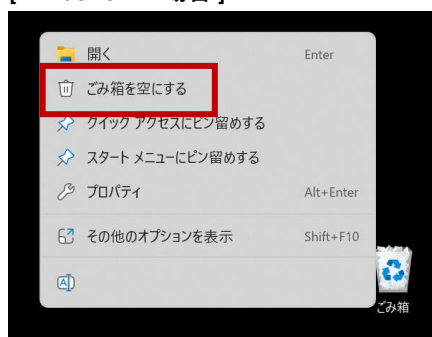 開く Enter
ごみ箱を空にする
クイック アクセスにピン留めする
スタート メニューにピン留めする
プロパティ Alt+Enter
その他のオプションを表示 Shift+F10
ごみ箱